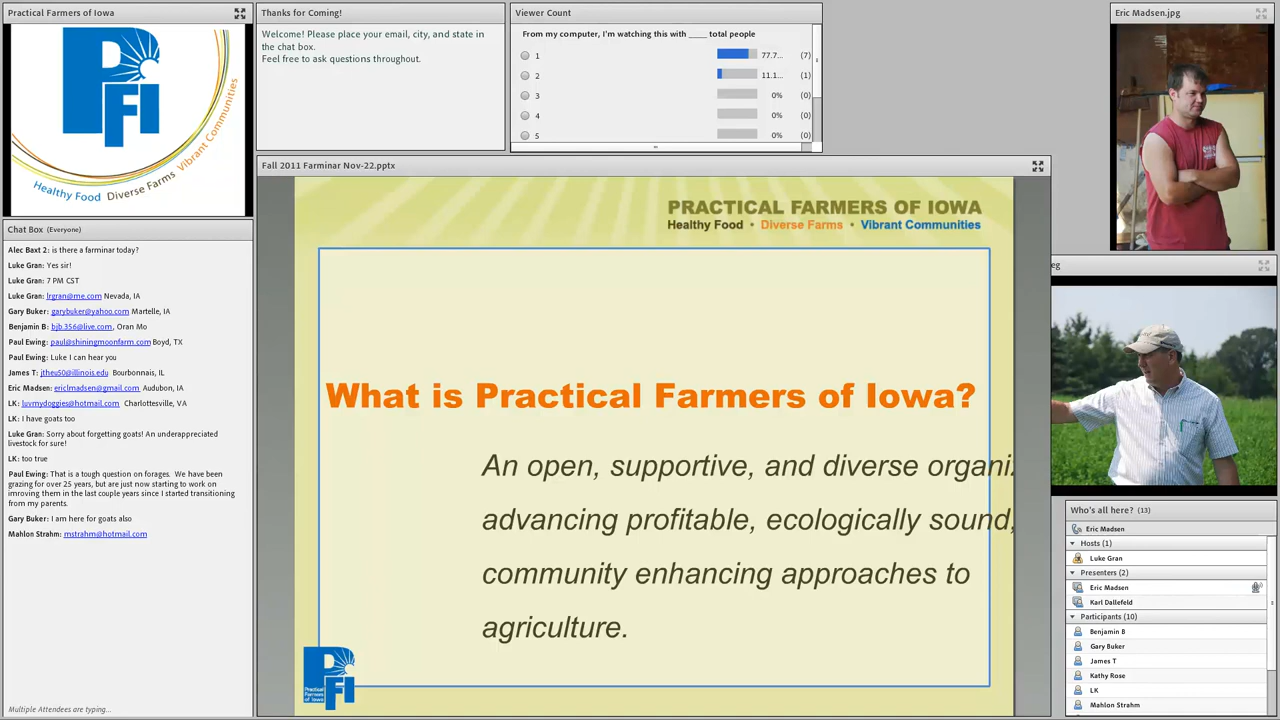 Practical Farmers of Iowa
PFI
Healthy Food Diverse Farms Vibrant Communities
Thanks for Coming!
Welcome! Please place your email, city, and state in
the chat box.
Feel free to ask questions throughout.
Viewer Count
From my computer, I'm watching this with ____ total people
1 77.7... (7)
2 11.1... (1)
3 0% (0)
4 0% (0)
5 0% (0)
Eric Madsen.jpg
Chat Box (Everyone)
Alec Baxt 2: is there a farminar today?
Luke Gran: Yes sir!
Luke Gran: 7 PM CST
Luke Gran: lrgran@me.com Nevada, IA
Gary Buker: garybuker@yahoo.com Martelle, IA
Benjamin B: bjb.356@live.com, Oran Mo
Paul Ewing: paul@shiningmoonfarm.com Boyd, TX
Paul Ewing: Luke I can hear you
James T: jtheu50@illinois.edu Bourbonnais, IL
Eric Madsen: ericlmadsen@gmail.com Audubon, IA
LK: luvmydoggies@hotmail.com Charlottesville, VA
LK: I have goats too
Luke Gran: Sorry about forgetting goats! An underappreciated
livestock for sure!
LK: too true
Paul Ewing: That is a tough question on forages. We have been
grazing for over 25 years, but are just now starting to work on
imroving them in the last couple years since I started transitioning
from my parents.
Gary Buker: I am here for goats also
Mahlon Strahm: mstrahm@hotmail.com
Multiple Attendees are typing...
Fall 2011 Farminar Nov-22.pptx
PRACTICAL FARMERS OF IOWA
Healthy Food • Diverse Farms • Vibrant Communities
What is Practical Farmers of Iowa?
An open, supportive, and diverse organiz
advancing profitable, ecologically sound,
community enhancing approaches to
agriculture.
PFI
Practical
Farmers
of Iowa
eg
Who's all here? (13)
Eric Madsen
Hosts (1)
Luke Gran
Presenters (2)
Eric Madsen
Karl Dallefeld
Participants (10)
Benjamin B
Gary Buker
James T
Kathy Rose
LK
Mahlon Strahm